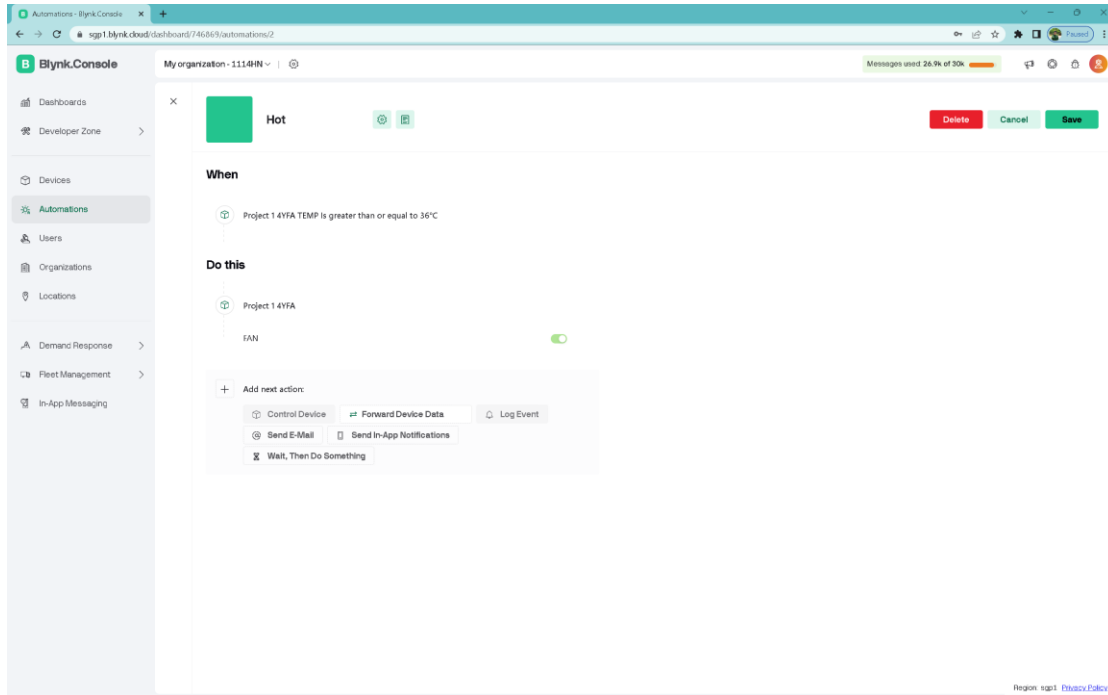 Automations - Blynk.Console
sgp1.blynk.cloud/dashboard/746869/automations/2
Paused
B Blynk.Console
My organization - 1114HN
Messages used: 26.9k of 30k
Dashboards
Developer Zone
Devices
Automations
Users
Organizations
Locations
Demand Response
Fleet Management
In-App Messaging
Hot
Delete Cancel Save
When
Project 1 4YFA TEMP is greater than or equal to 36°C
Do this
Project 1 4YFA
FAN
Add next action:
Control Device Forward Device Data Log Event
Send E-Mail Send In-App Notifications
Wait, Then Do Something
Region: sgp1 Privacy Policy